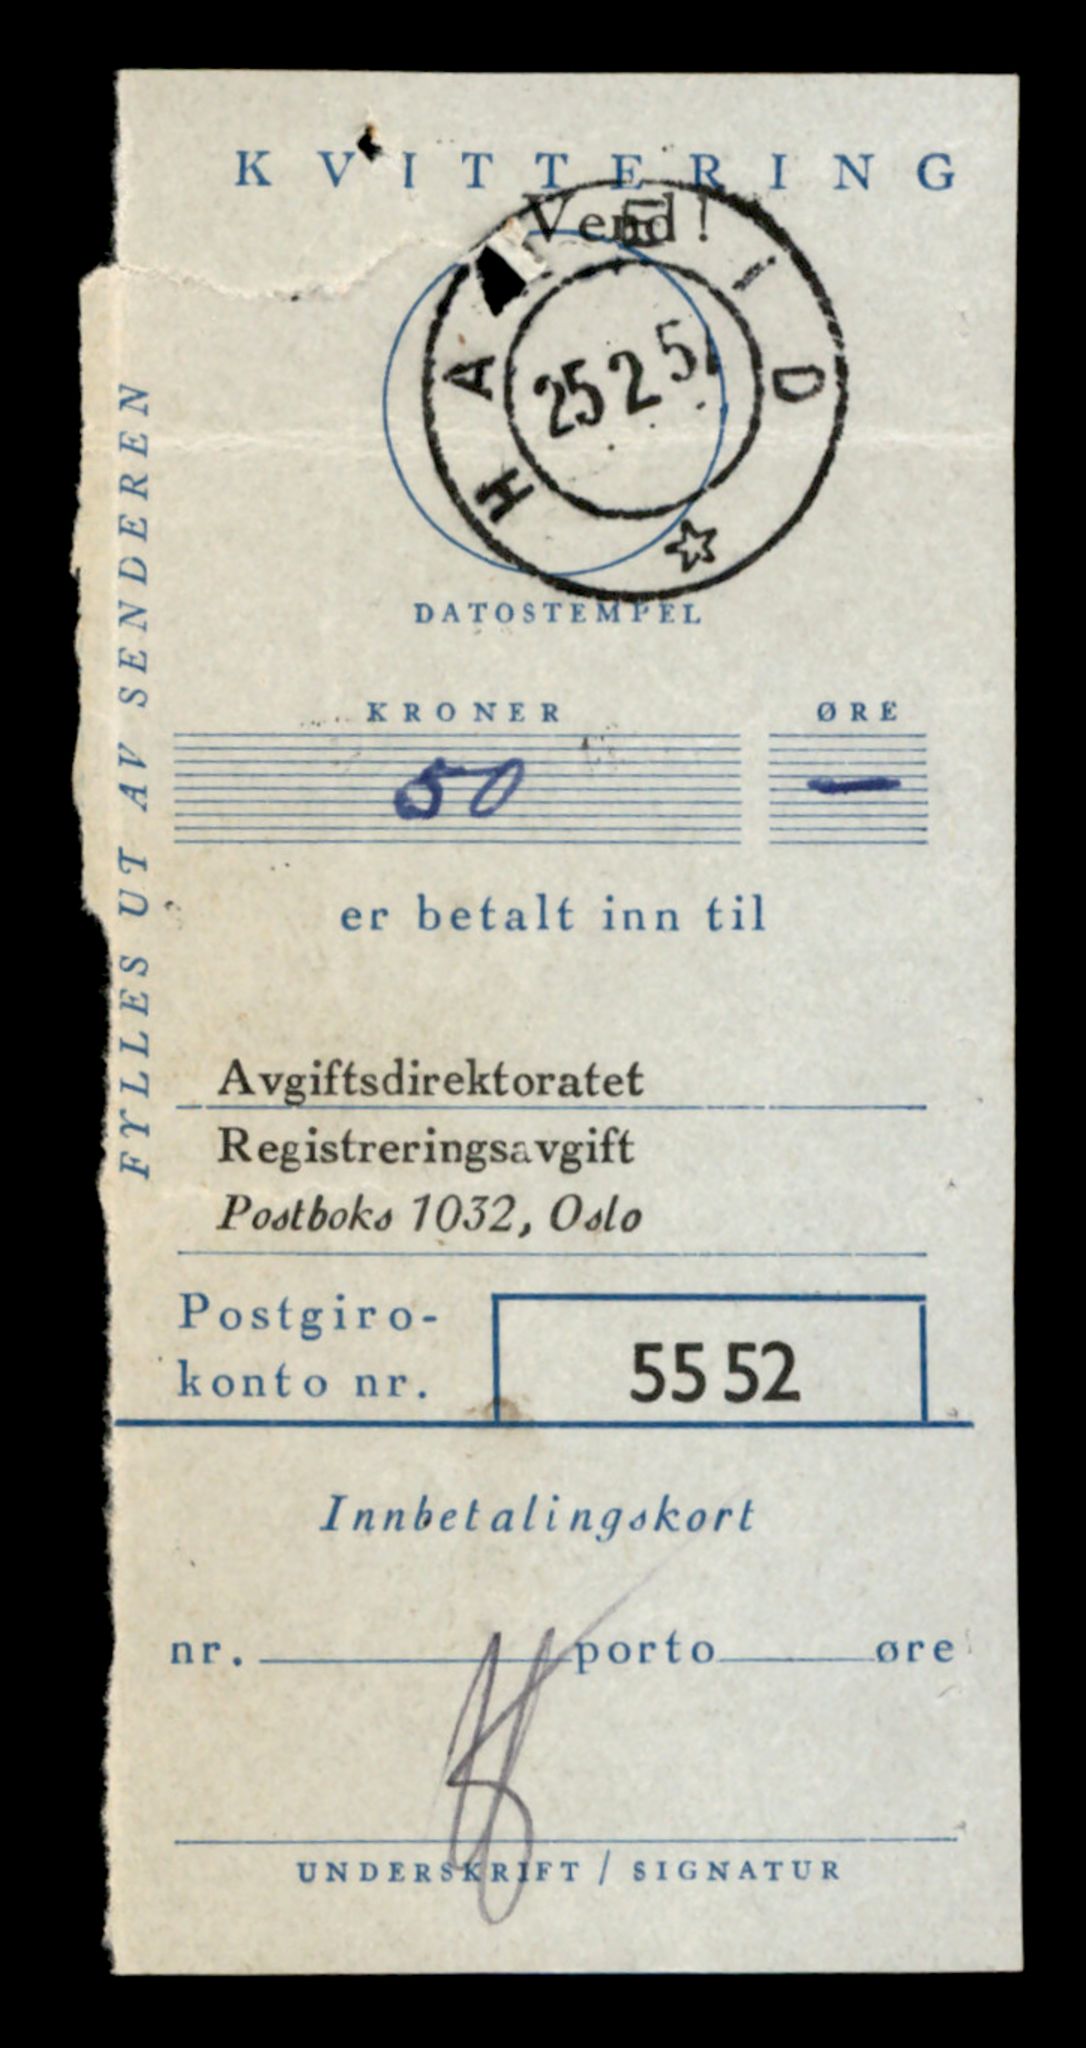 KVITTERING
Vend!
25 2 5
DATOSTEMPEL
FYLLES UT AV SENDEREN
KRONER ØRE
50 —
er betalt inn til
Avgiftsdirektoratet
Registreringsavgift
Postboks 1032, Oslo
Postgiro-
konto nr. 55 52
Innbetalingskort
nr. porto øre
UNDERSKRIFT / SIGNATUR